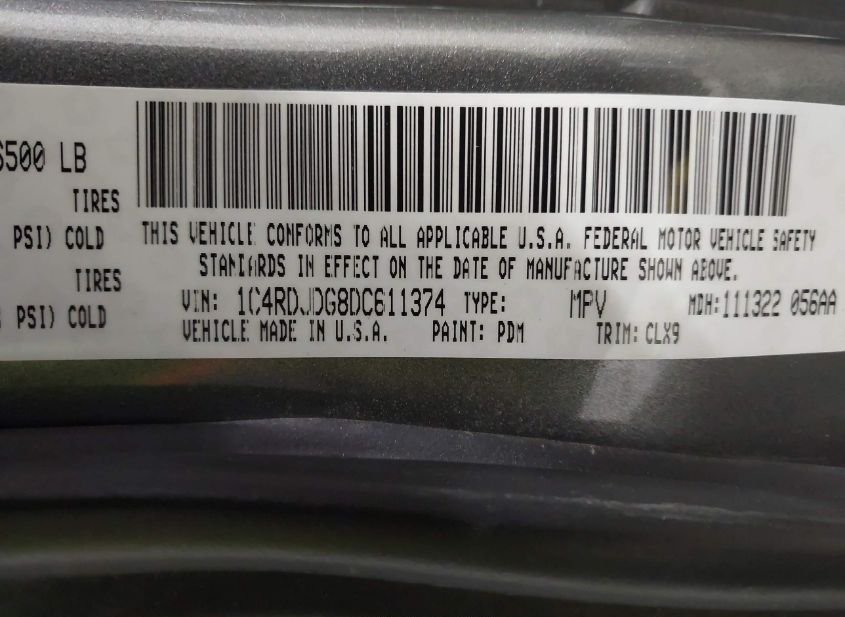 6500 LB
TIRES
PSI) COLD
TIRES
PSI) COLD
THIS VEHICLE CONFORMS TO ALL APPLICABLE U.S.A. FEDERAL MOTOR VEHICLE SAFETY
STANDARDS IN EFFECT ON THE DATE OF MANUFACTURE SHOWN ABOVE.
VIN: 1C4RDJDG8DC611374 TYPE: MPV MDH:111322 056AA
VEHICLE MADE IN U.S.A. PAINT: PDM TRIM: CLX9